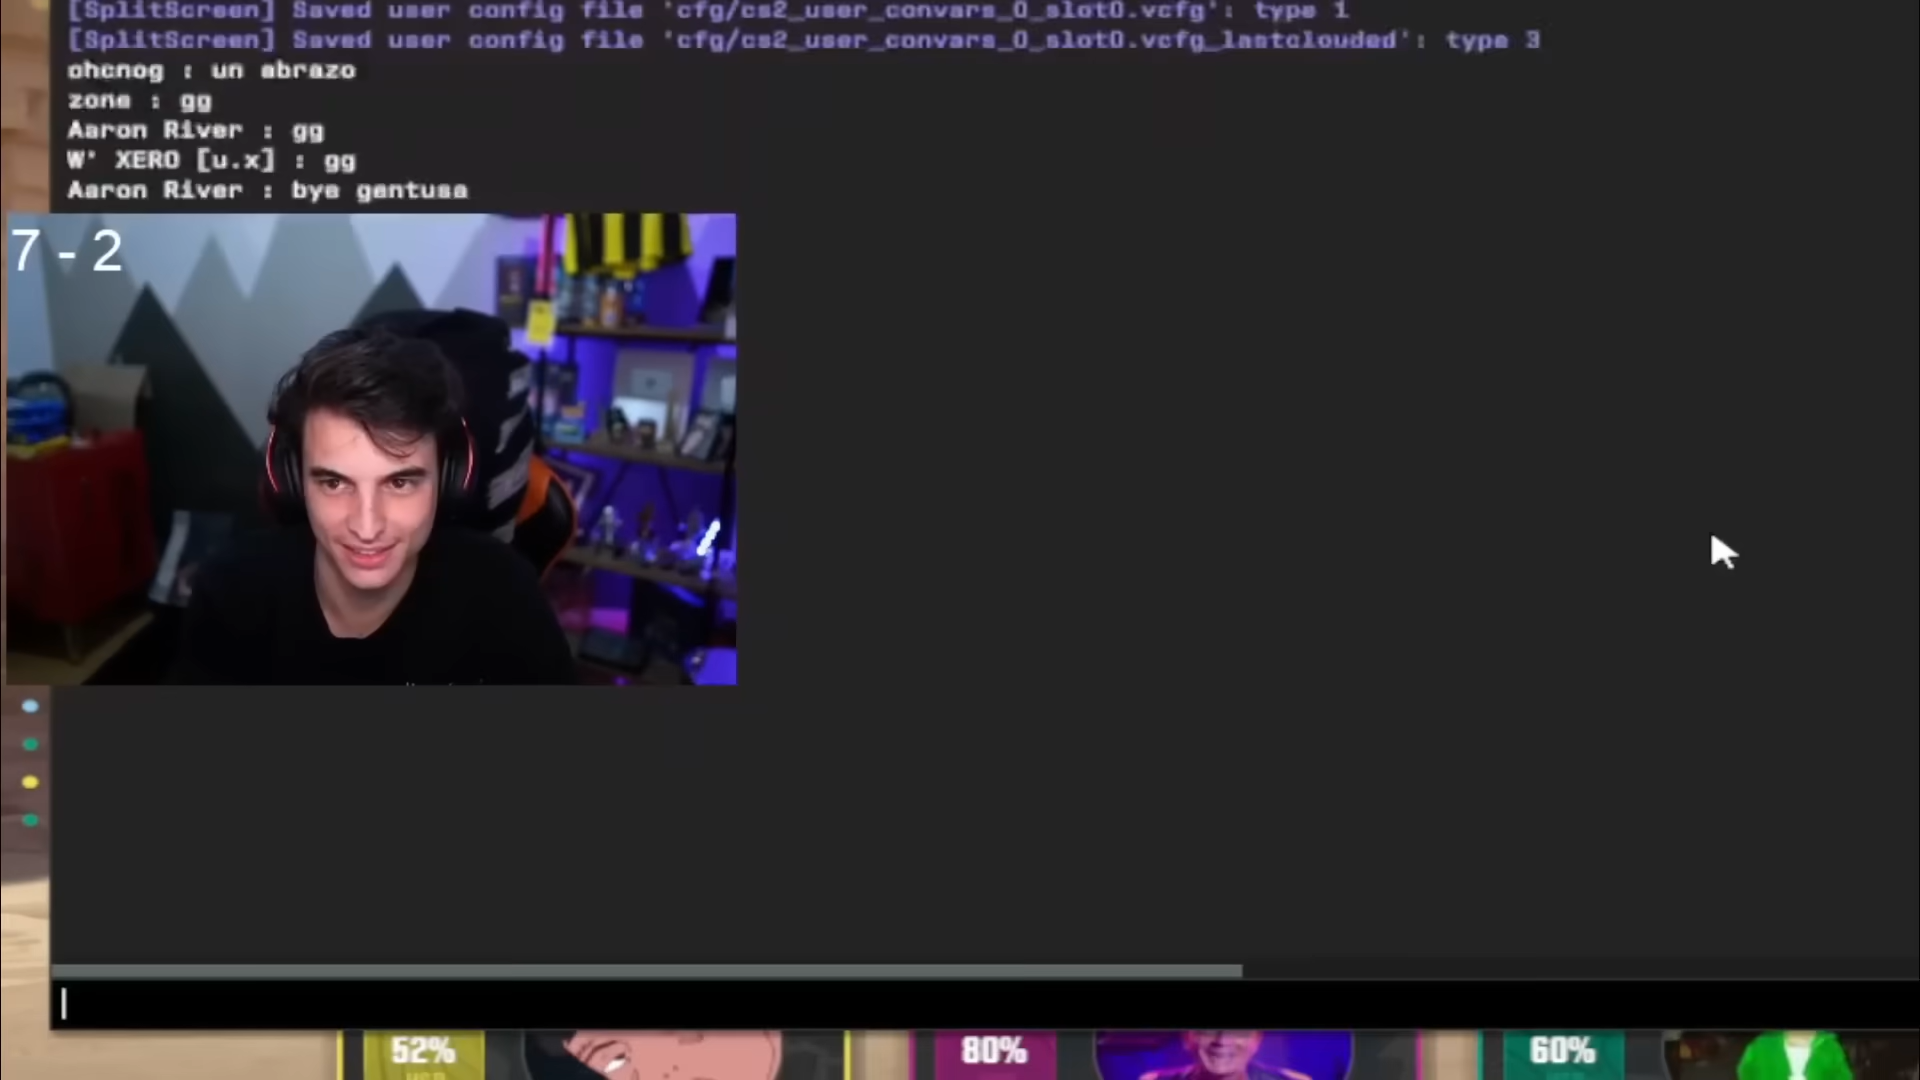 [SplitScreen] Saved user config file 'cfg/cs2_user_convars_0_slot0.vcfg': type 1
[SplitScreen] Saved user config file 'cfg/cs2_user_convars_0_slot0.vcfg_lastclouded': type 3
ohcnog : un abrazo
zone : gg
Aaron River : gg
W' XERO [u.x] : gg
Aaron River : bye gentusa
7 - 2
52% 80% 60%